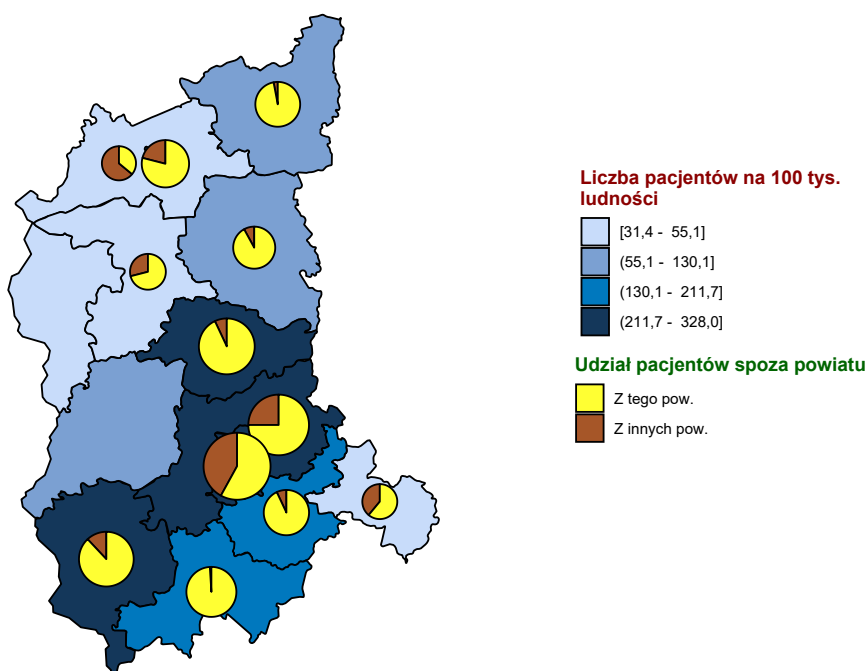 Liczba pacjentów na 100 tys.
ludności
[31,4 - 55,1]
(55,1 - 130,1]
(130,1 - 211,7]
(211,7 - 328,0]
Udział pacjentów spoza powiatu
Z tego pow.
Z innych pow.